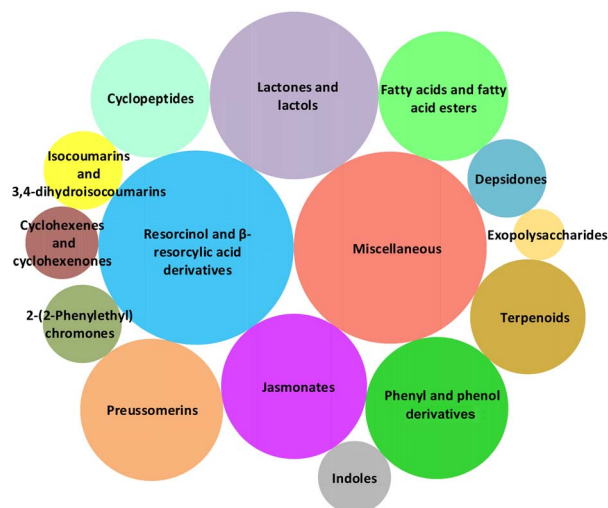 Cyclopeptides
Lactones and
lactols
Fatty acids and fatty
acid esters
Isocoumarins
and
3,4-dihydroisocoumarins
Depsidones
Cyclohexenes
and
cyclohexenones
Resorcinol and β-
resorcylic acid
derivatives
Miscellaneous
Exopolysaccharides
2-(2-Phenylethyl)
chromones
Terpenoids
Preussomerins
Jasmonates
Phenyl and phenol
derivatives
Indoles